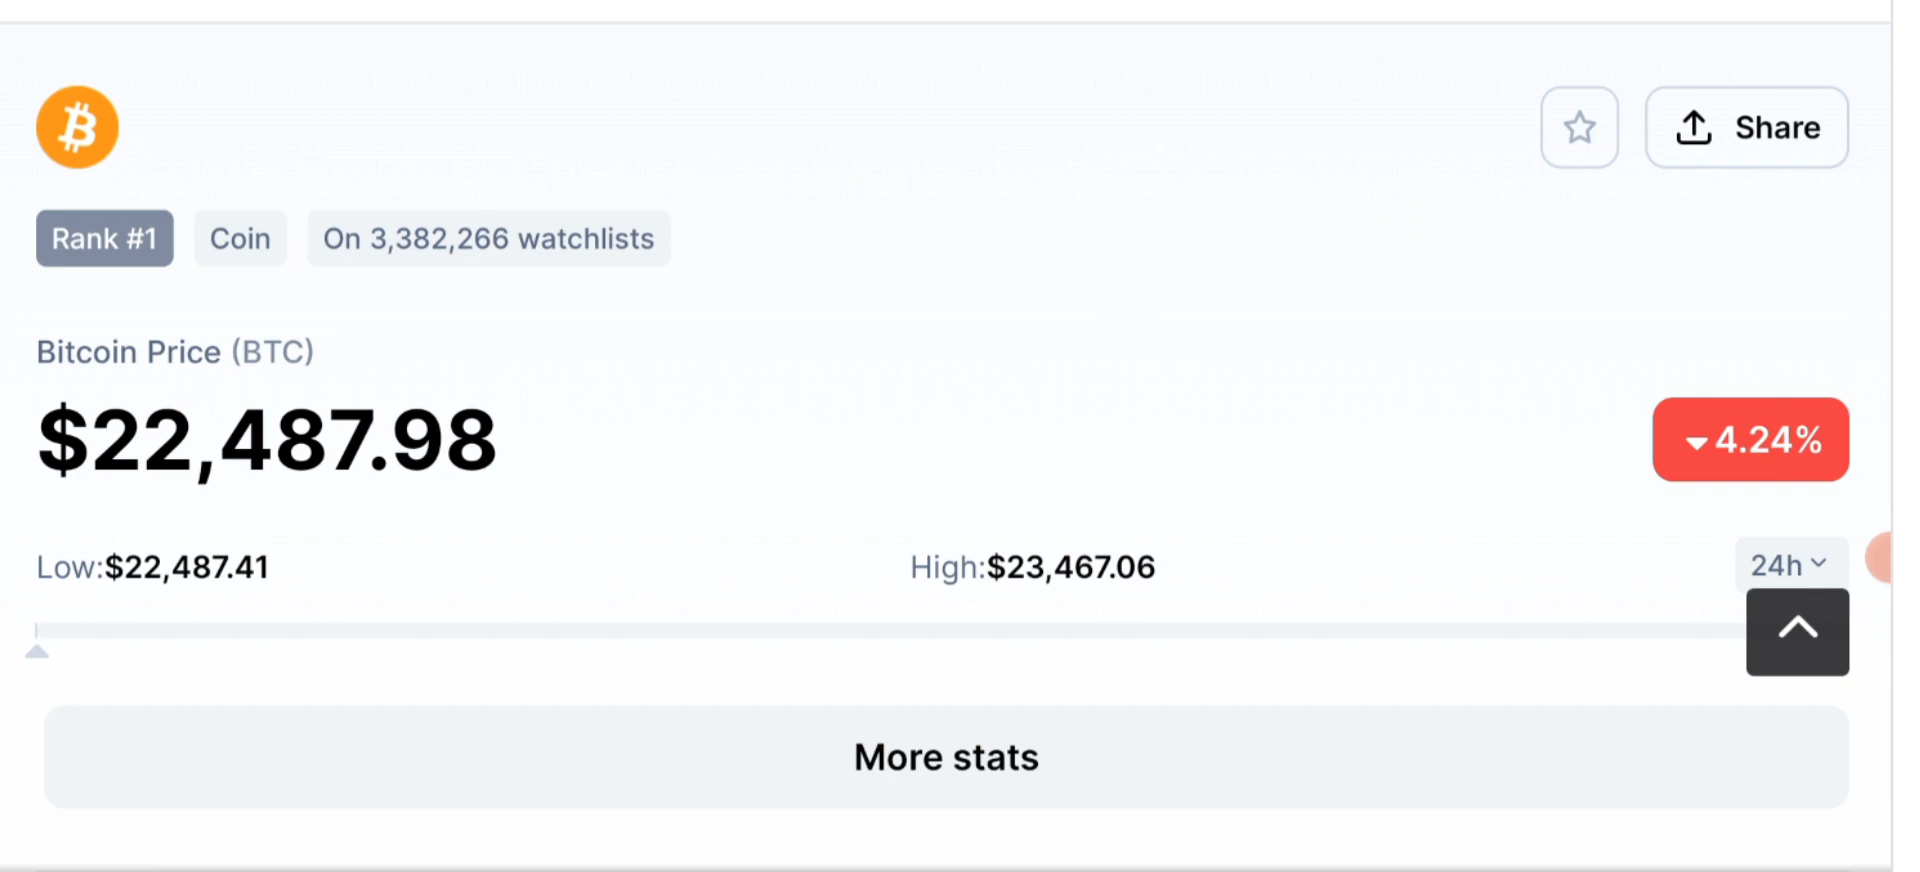 Share
Rank #1 Coin On 3,382,266 watchlists
Bitcoin Price (BTC)
$22,487.98 4.24%
Low:$22,487.41 High:$23,467.06 24h
More stats